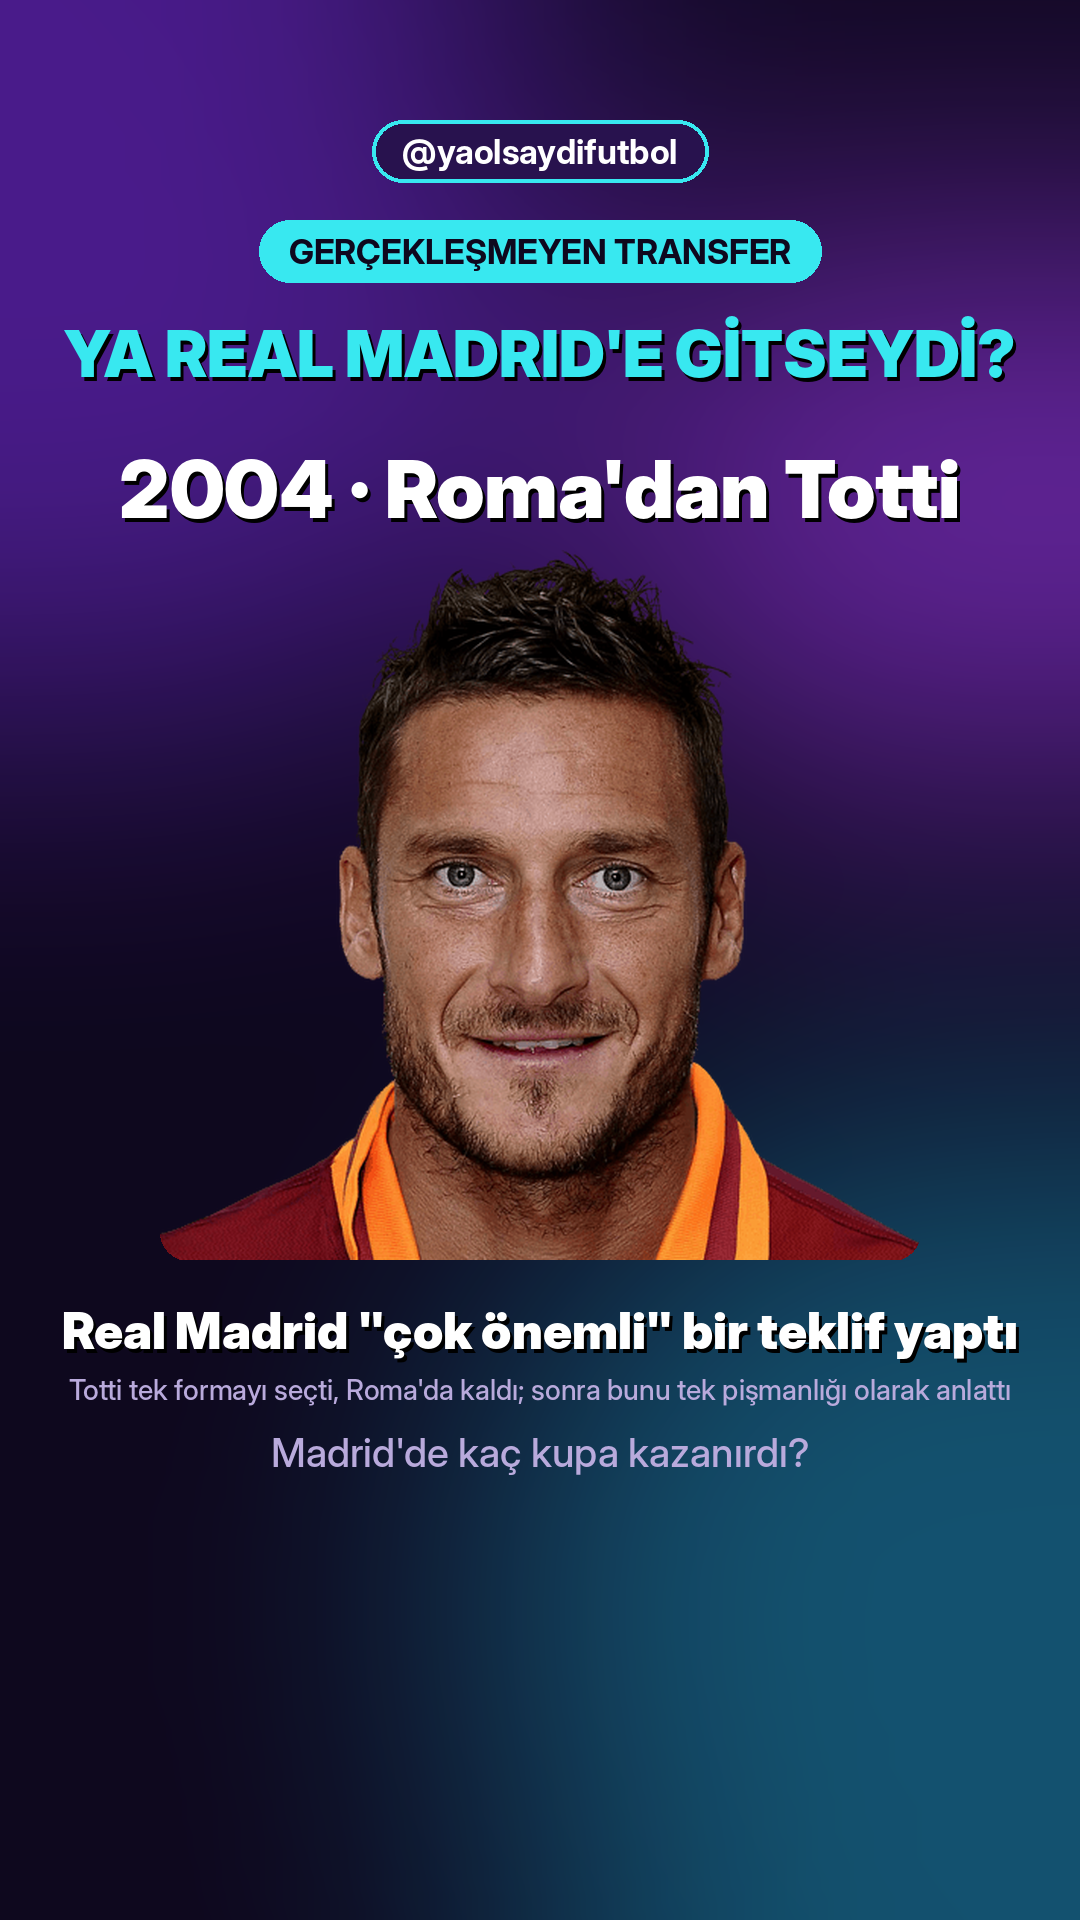 @yaolsaydifutbol
GERÇEKLEŞMEYEN TRANSFER
YA REAL MADRID'E GİTSEYDİ?
2004 · Roma'dan Totti
Real Madrid "çok önemli" bir teklif yaptı
Totti tek formayı seçti, Roma'da kaldı; sonra bunu tek pişmanlığı olarak anlattı
Madrid'de kaç kupa kazanırdı?